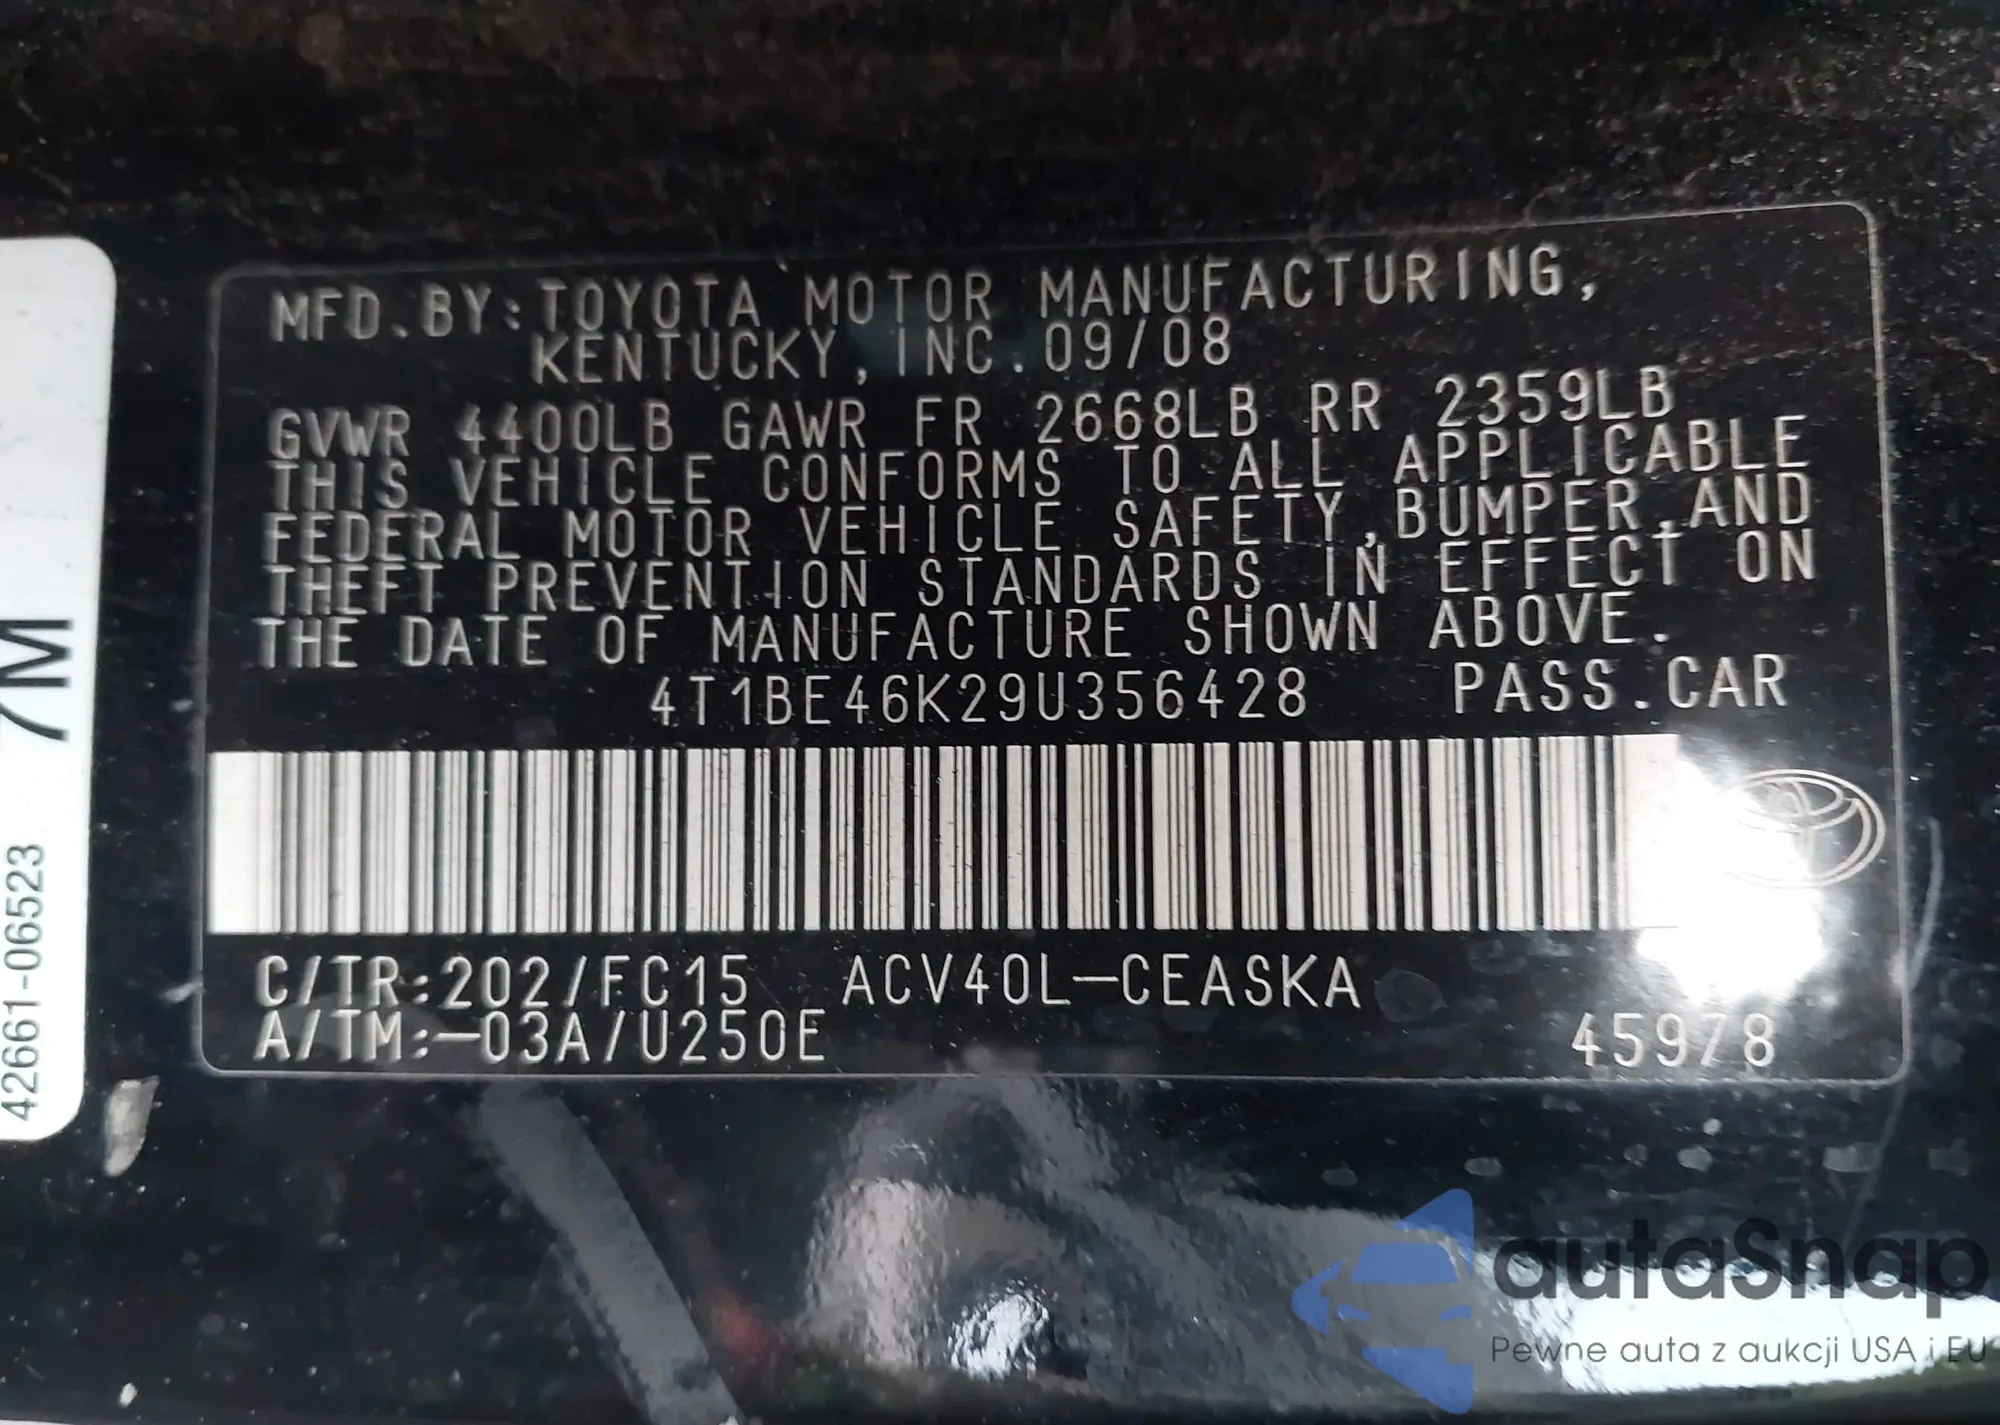 MFD.BY:TOYOTA MOTOR MANUFACTURING,
KENTUCKY, INC.09/08
GVWR 4400LB GAWR FR 2668LB RR 2359LB
THIS VEHICLE CONFORMS TO ALL APPLICABLE
FEDERAL MOTOR VEHICLE SAFETY,BUMPER,AND
THEFT PREVENTION STANDARDS IN EFFECT ON
THE DATE OF MANUFACTURE SHOWN ABOVE.
4T1BE46K29U356428 PASS.CAR
C/TR:202/FC15 ACV40L-CEASKA
A/TM:-03A/U250E
45978
7M
42661-06523
autaSnap
Pewne auta z aukcji USA i EU